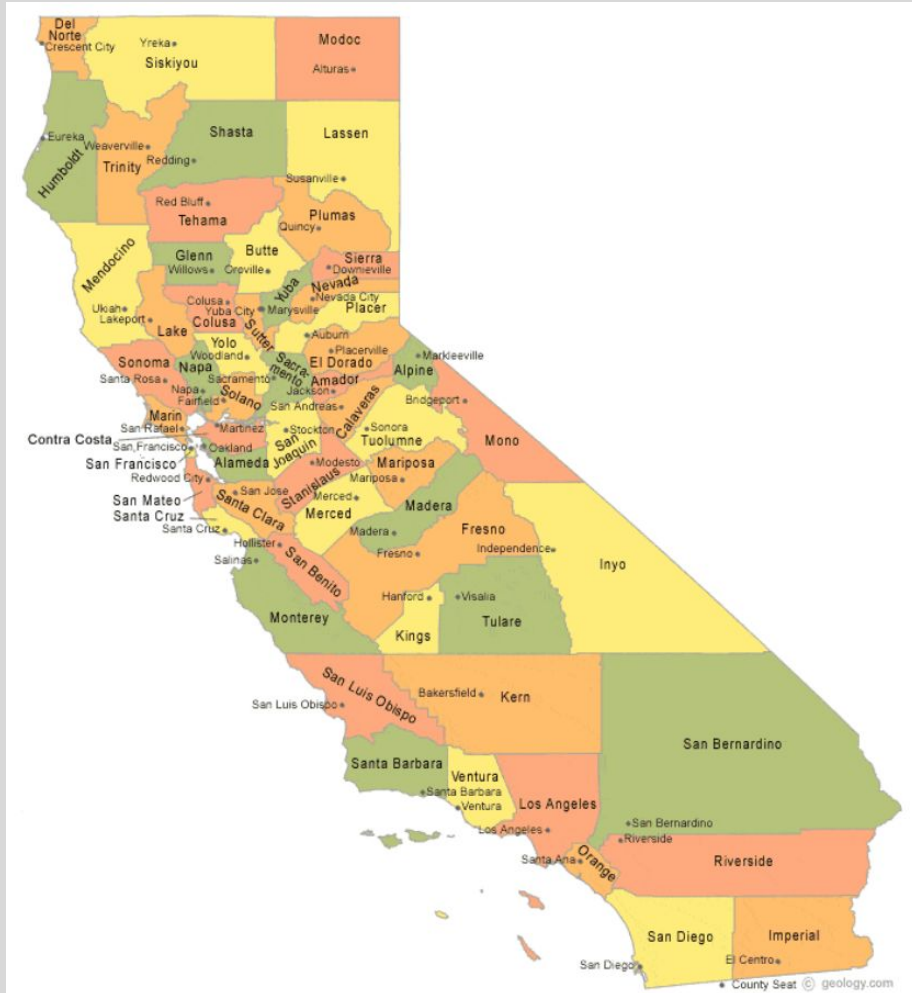 Del
Norte
Crescent City
Yreka
Siskiyou
Modoc
Alturas
Eureka
Humboldt
Weaverville
Trinity
Shasta
Redding
Lassen
Susanville
Red Bluff
Tehama
Plumas
Quincy
Mendocino
Ukiah
Glenn
Willows
Butte
Oroville
Sierra
Downieville
Yuba
Nevada
Nevada City
Lakeport
Lake
Colusa
Colusa
Yuba City
Sutter
Marysville
Placer
Auburn
Yolo
Woodland
Sonoma
Santa Rosa
Napa
Napa
Sacramento
Sacra-
mento
Placerville
El Dorado
Amador
Jackson
Alpine
Markleeville
Fairfield
Solano
San Andreas
Calaveras
Bridgeport
Mono
Marin
San Rafael
Contra Costa
Martinez
Stockton
San
Joaquin
Sonora
Tuolumne
San Francisco
San Francisco
Oakland
Alameda
Redwood City
San Mateo
Santa Cruz
Santa Cruz
San Jose
Santa Clara
Modesto
Stanislaus
Mariposa
Mariposa
Merced
Merced
Madera
Madera
Hollister
San Benito
Salinas
Monterey
Fresno
Fresno
Independence
Inyo
Hanford
Kings
Visalia
Tulare
San Luis Obispo
San Luis Obispo
Bakersfield
Kern
San Bernardino
San Bernardino
Santa Barbara
Santa Barbara
Ventura
Ventura
Los Angeles
Los Angeles
Riverside
Riverside
Santa Ana
Orange
San Diego
San Diego
Imperial
El Centro
County Seat © geology.com